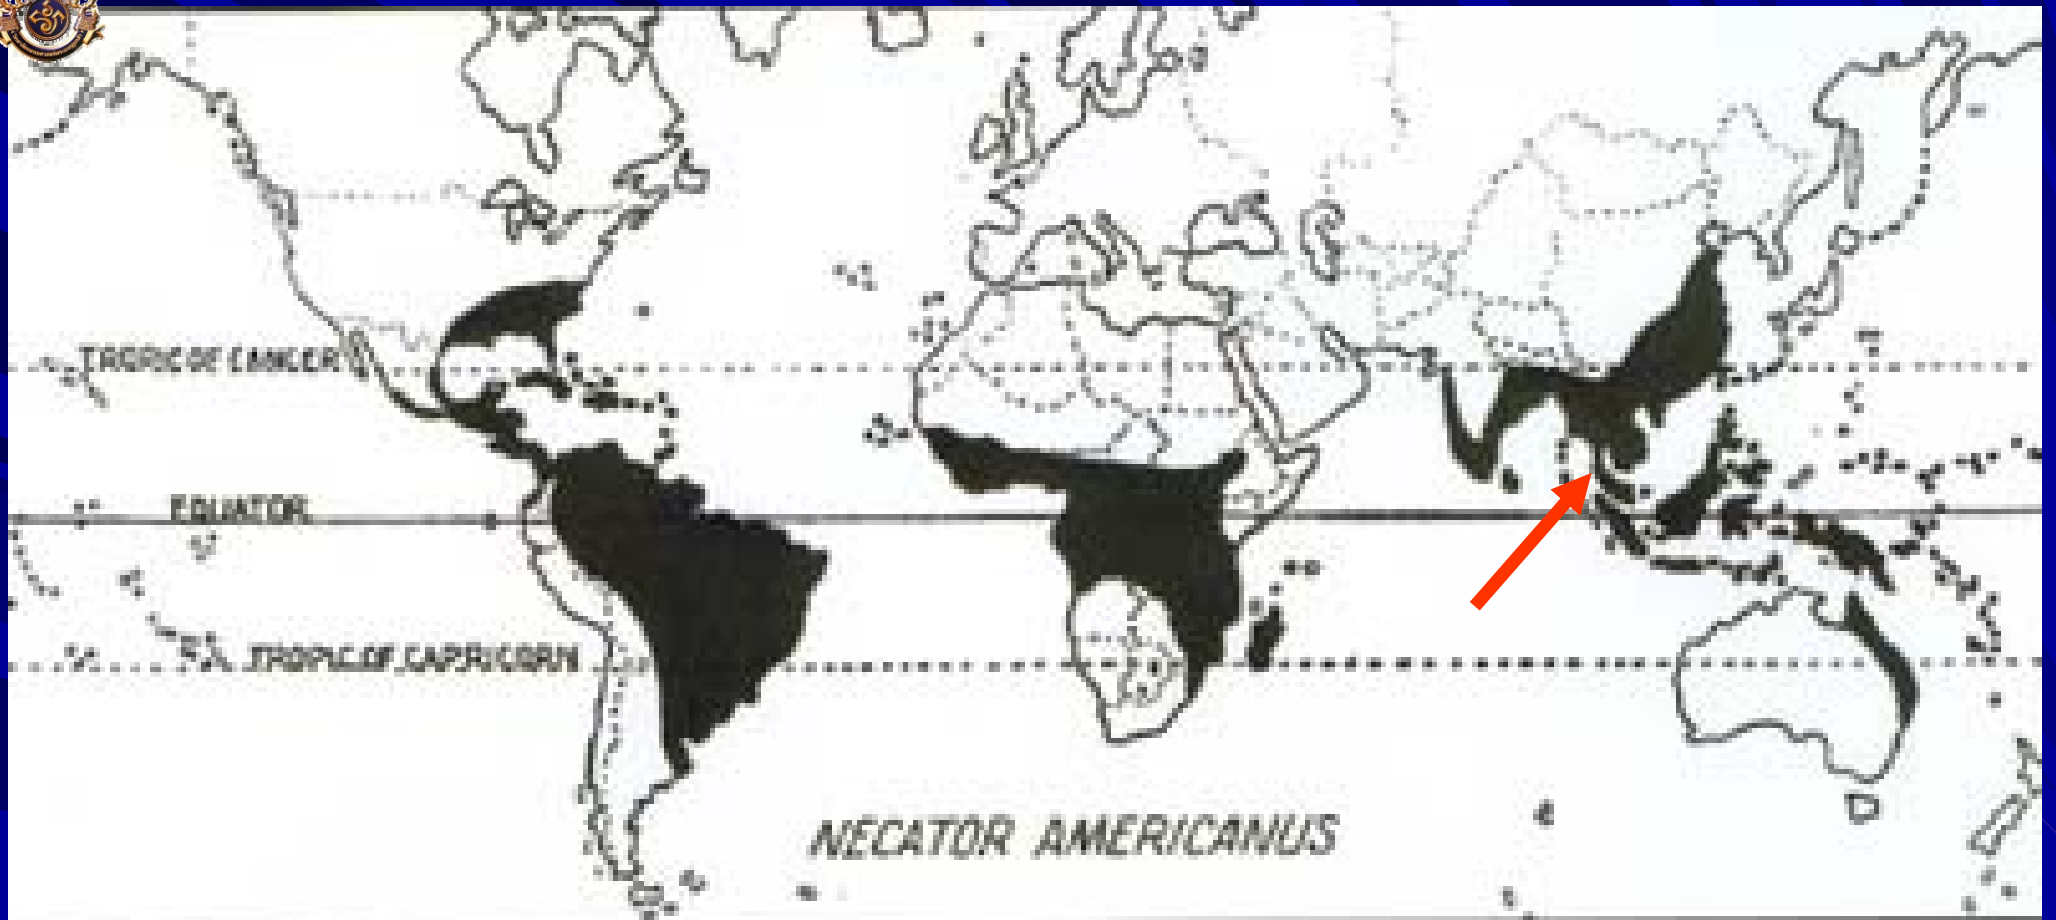 TROPIC OF CANCER
EQUATOR
TROPIC OF CAPRICORN
NECATOR AMERICANUS